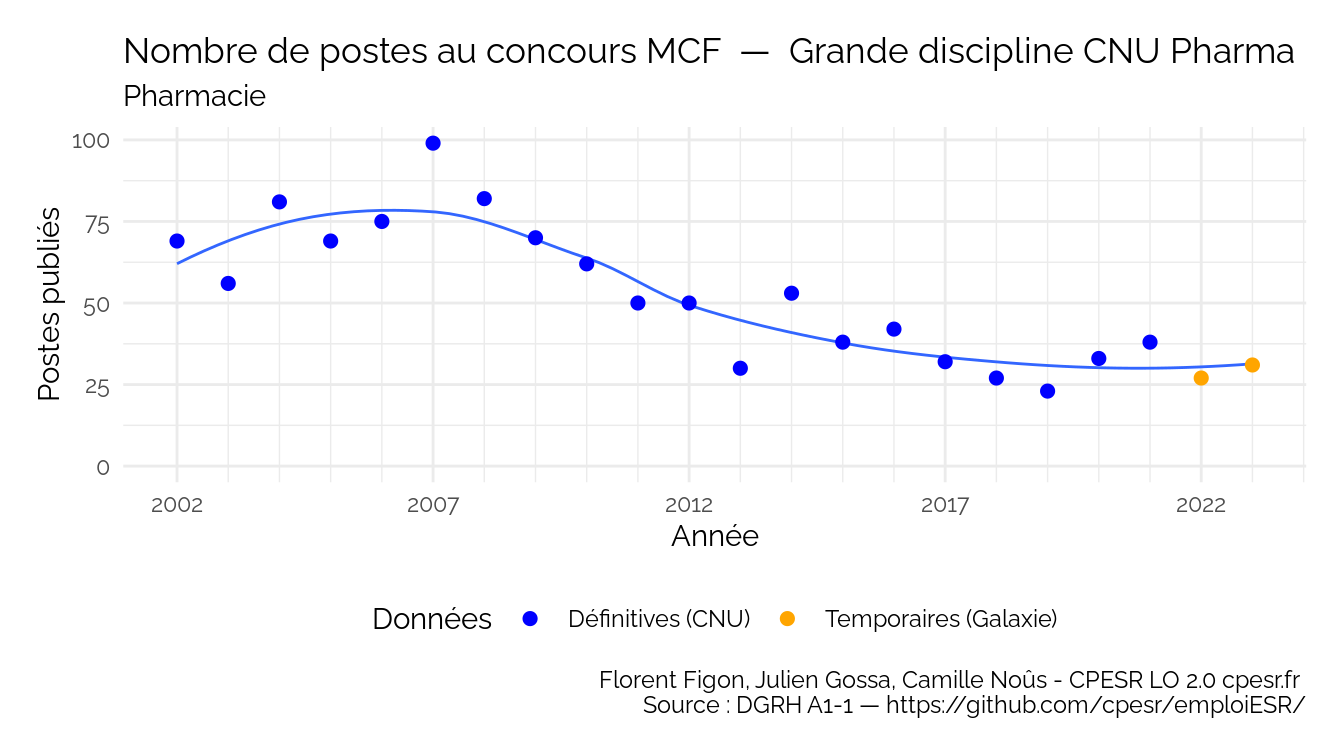 Nombre de postes au concours MCF — Grande discipline CNU Pharma
Pharmacie
Postes publiés
100
75
50
25
0
2002 2007 2012 2017 2022
Année
Données Définitives (CNU) Temporaires (Galaxie)
Florent Figon, Julien Gossa, Camille Noûs - CPESR LO 2.0 cpesr.fr
Source : DGRH A1-1 — https://github.com/cpesr/emploiESR/